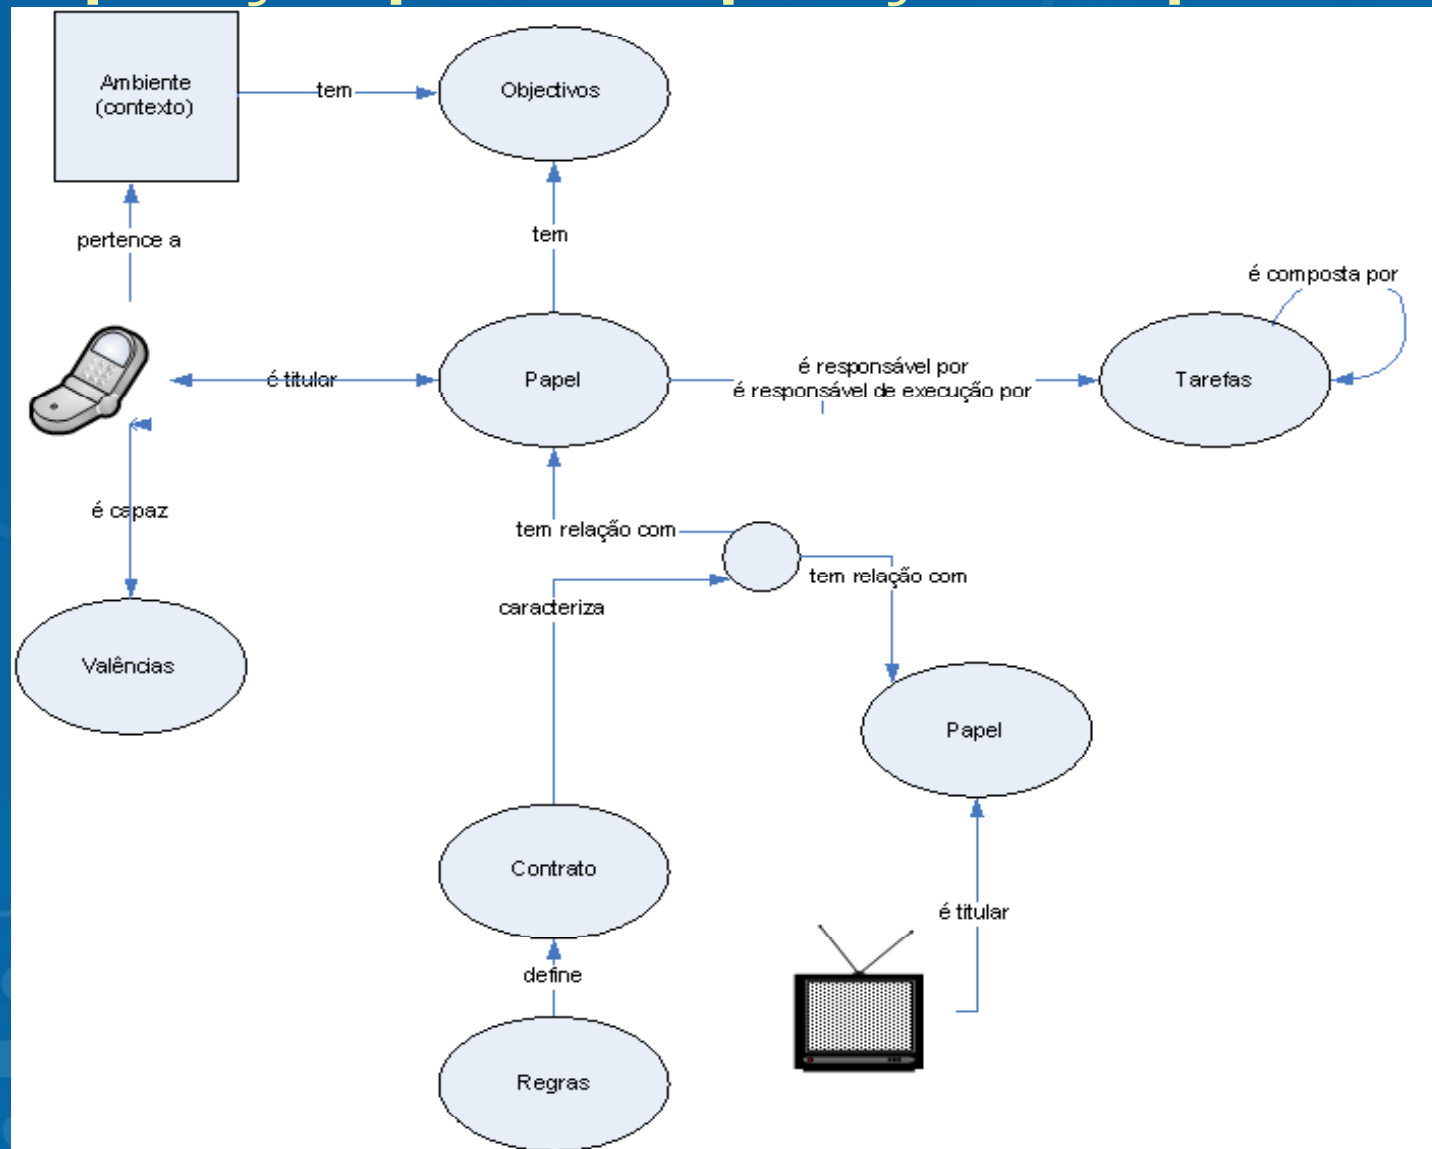 Ambiente
(contexto)
tem
Objectivos
pertence a
tem
é composta por
é titular
Papel
é responsável por
é responsável de execução por
Tarefas
é capaz
tem relação com
tem relação com
caracteriza
Valências
Papel
Contrato
é titular
define
Regras